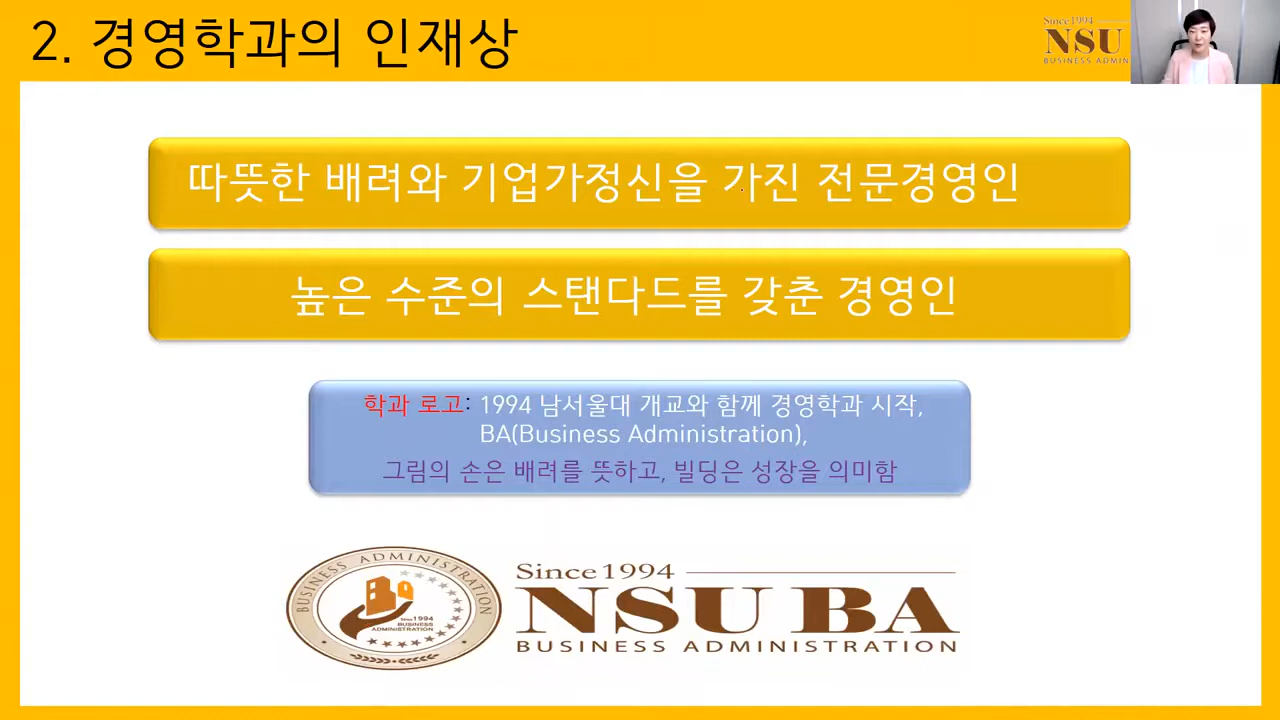 2. 경영학과의 인재상
Since 1994
NSU
BUSINESS ADMIN
따뜻한 배려와 기업가정신을 가진 전문경영인
높은 수준의 스탠다드를 갖춘 경영인
학과 로고: 1994 남서울대 개교와 함께 경영학과 시작,
BA(Business Administration),
그림의 손은 배려를 뜻하고, 빌딩은 성장을 의미함
BUSINESS ADMINISTRATION
Since 1994
BUSINESS
ADMINISTRATION
Since 1994
NSU BA
BUSINESS ADMINISTRATION